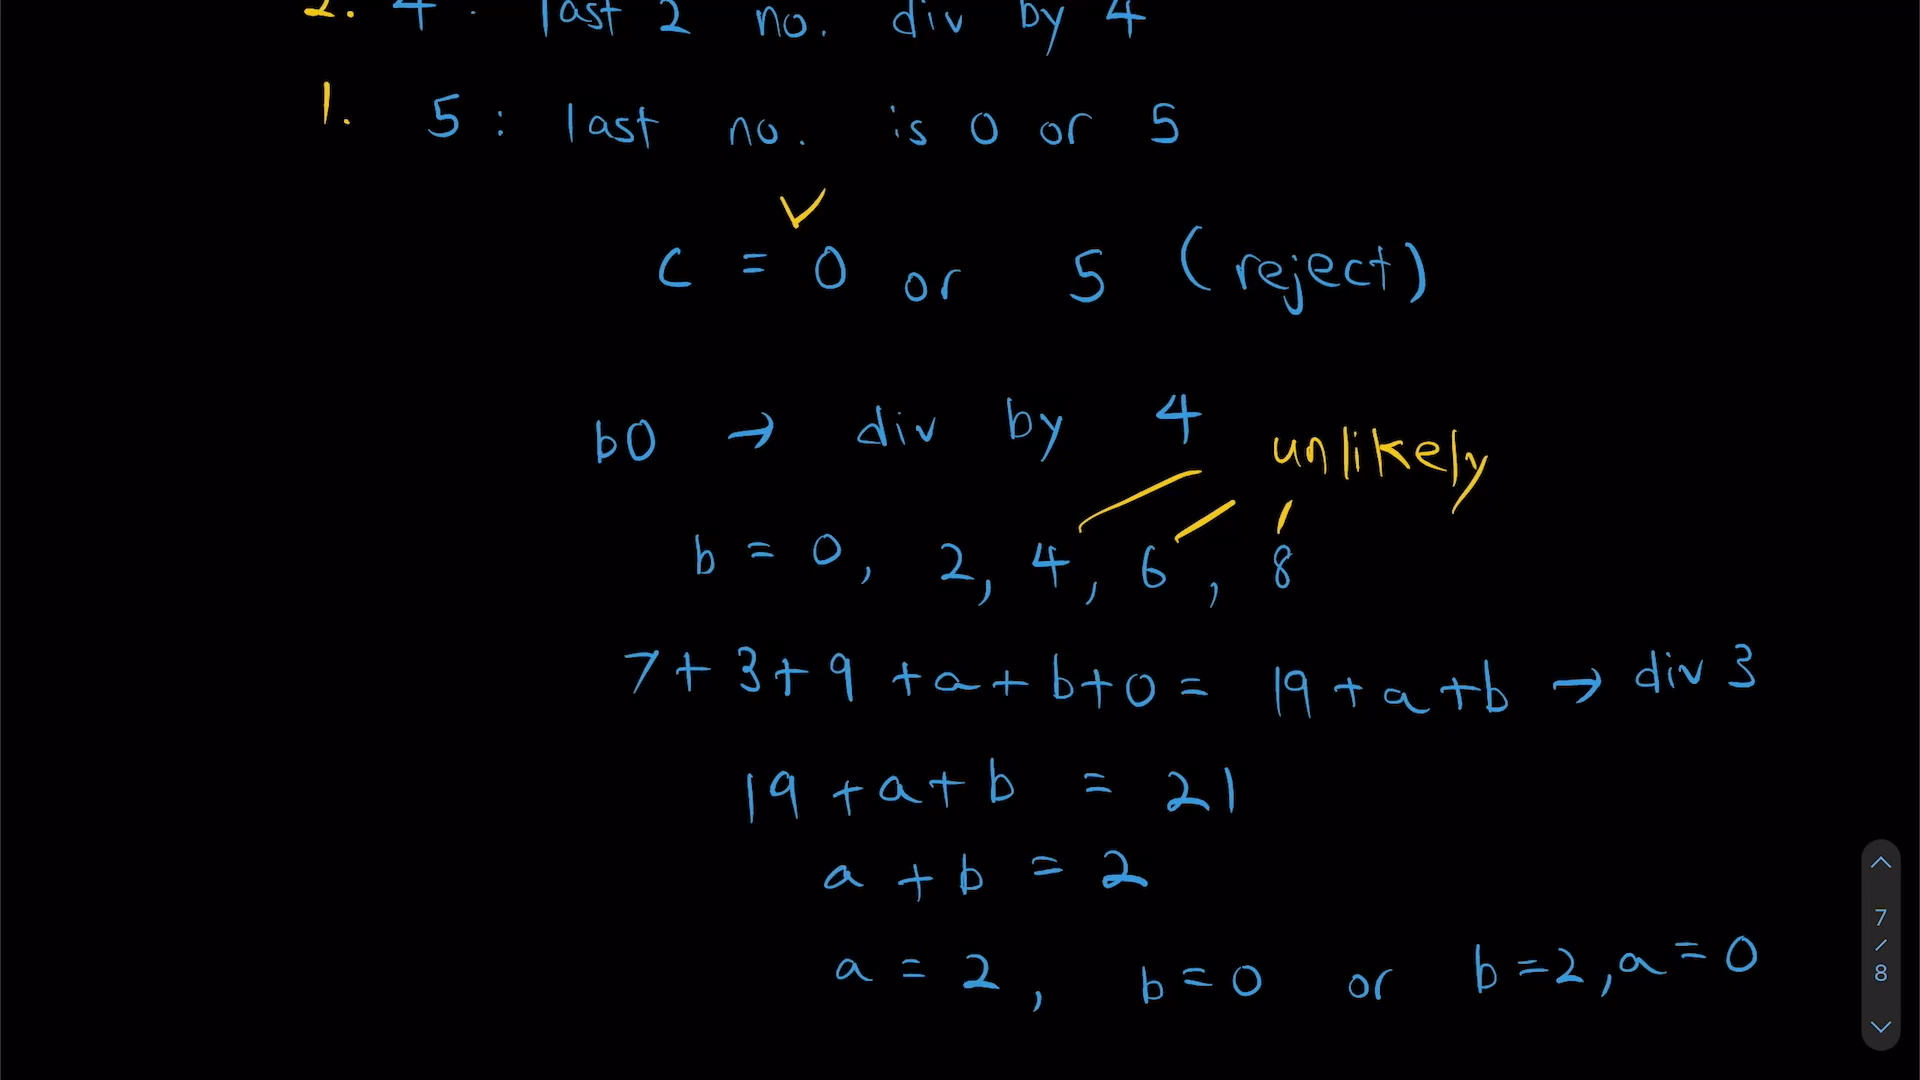 2. 4 : last 2 no. div by 4
1. 5 : last no. is 0 or 5
c = 0 or 5 (reject)
b0 → div by 4
unlikely
b = 0, 2, 4, 6, 8
7+3+9+a+b+0= 19+a+b → div 3
19+a+b = 21
a + b = 2
a = 2, b=0 or b=2, a=0
7
/
8